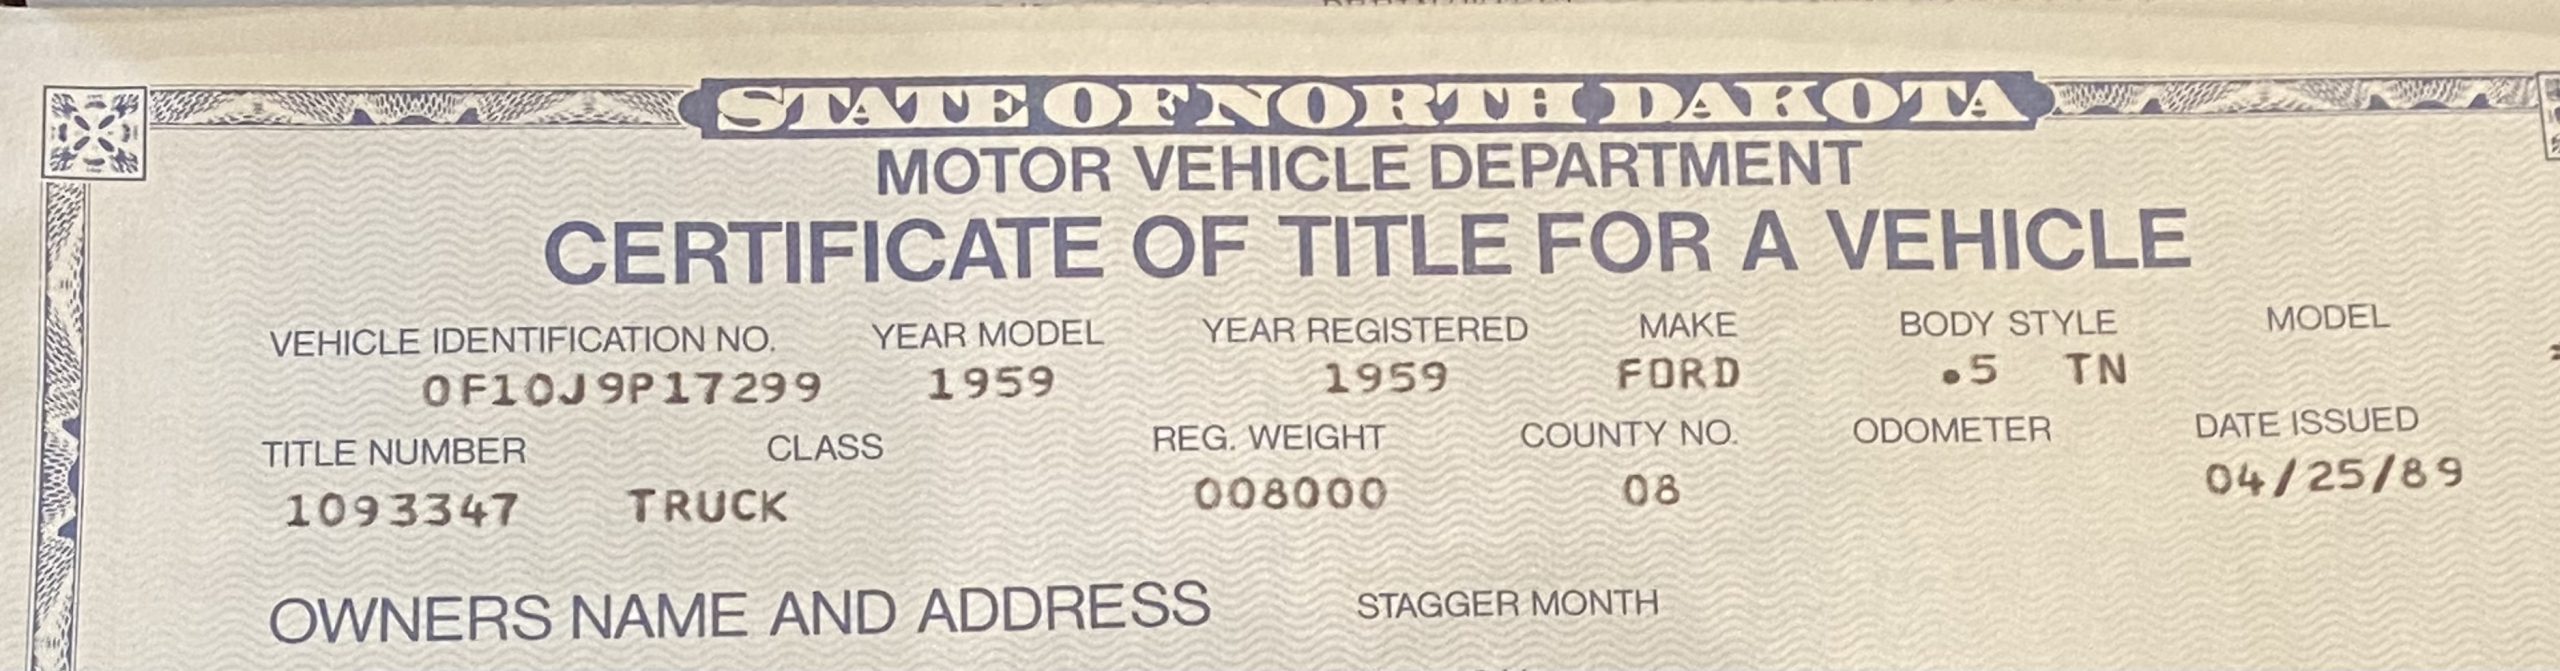 STATE OF NORTH DAKOTA
MOTOR VEHICLE DEPARTMENT
CERTIFICATE OF TITLE FOR A VEHICLE
VEHICLE IDENTIFICATION NO. YEAR MODEL YEAR REGISTERED MAKE BODY STYLE MODEL
0F10J9P17299 1959 1959 FORD .5 TN
TITLE NUMBER CLASS REG. WEIGHT COUNTY NO. ODOMETER DATE ISSUED
1093347 TRUCK 008000 08 04/25/89
OWNERS NAME AND ADDRESS STAGGER MONTH